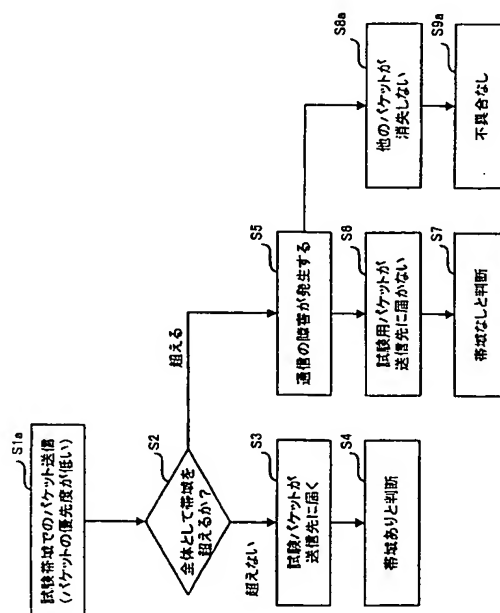 S1a
試験帯域でのパケット送信
(パケットの優先度が低い)
S2
全体として帯域を
超えるか?
超えない
超える
S3
試験パケットが
送信先に届く
S4
帯域ありと判断
S5
通信の障害が発生する
S6
試験用パケットが
送信先に届かない
S7
帯域なしと判断
S8a
他のパケットが
消失しない
S9a
不具合なし